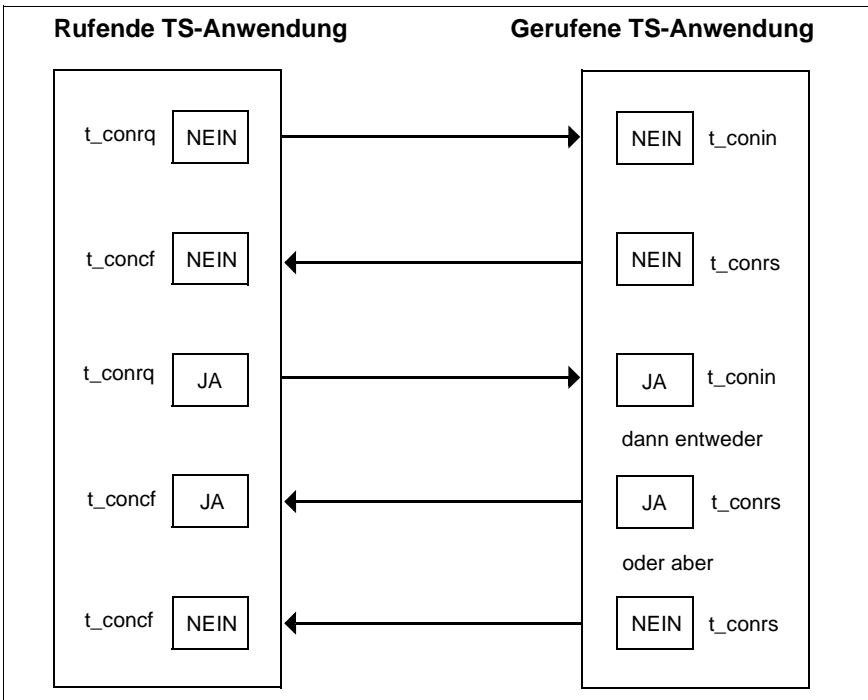 Rufende TS-Anwendung Gerufene TS-Anwendung
t_conrq NEIN NEIN t_conin
t_concf NEIN NEIN t_conrs
t_conrq JA JA t_conin
dann entweder
t_concf JA JA t_conrs
oder aber
t_concf NEIN NEIN t_conrs